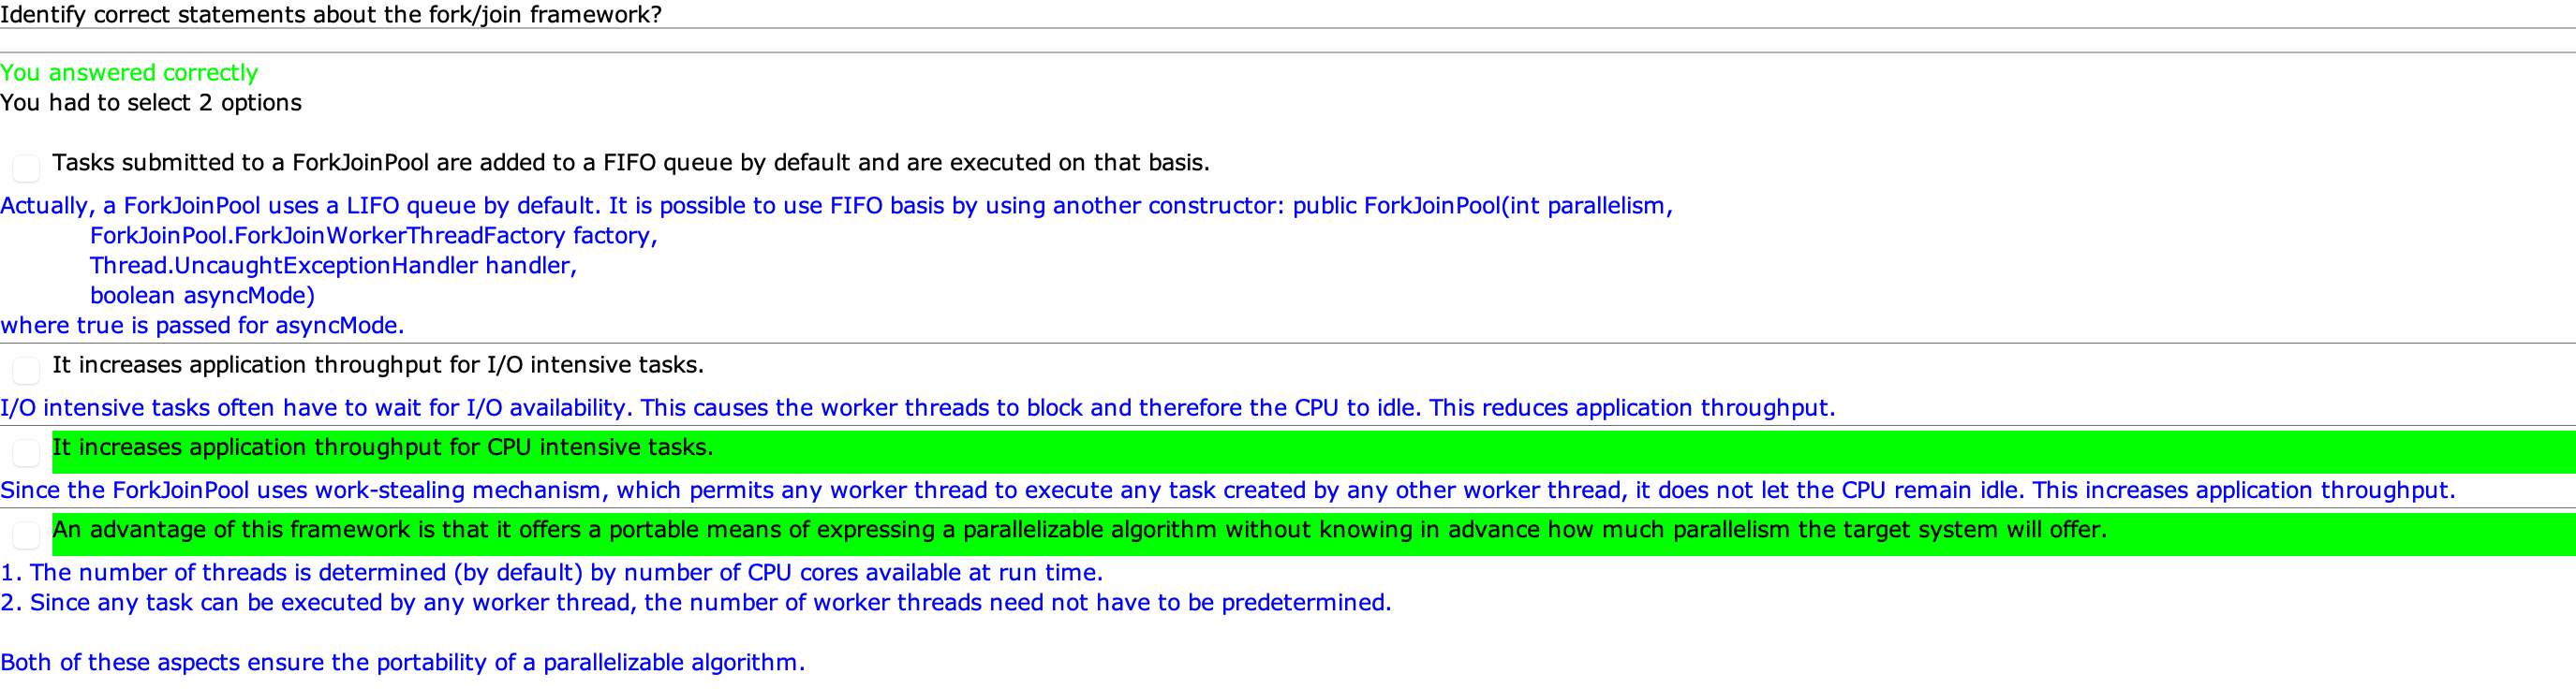 Identify correct statements about the fork/join framework?
You answered correctly
You had to select 2 options
Tasks submitted to a ForkJoinPool are added to a FIFO queue by default and are executed on that basis.
Actually, a ForkJoinPool uses a LIFO queue by default. It is possible to use FIFO basis by using another constructor: public ForkJoinPool(int parallelism,
ForkJoinPool.ForkJoinWorkerThreadFactory factory,
Thread.UncaughtExceptionHandler handler,
boolean asyncMode)
where true is passed for asyncMode.
It increases application throughput for I/O intensive tasks.
I/O intensive tasks often have to wait for I/O availability. This causes the worker threads to block and therefore the CPU to idle. This reduces application throughput.
It increases application throughput for CPU intensive tasks.
Since the ForkJoinPool uses work-stealing mechanism, which permits any worker thread to execute any task created by any other worker thread, it does not let the CPU remain idle. This increases application throughput.
An advantage of this framework is that it offers a portable means of expressing a parallelizable algorithm without knowing in advance how much parallelism the target system will offer.
1. The number of threads is determined (by default) by number of CPU cores available at run time.
2. Since any task can be executed by any worker thread, the number of worker threads need not have to be predetermined.
Both of these aspects ensure the portability of a parallelizable algorithm.